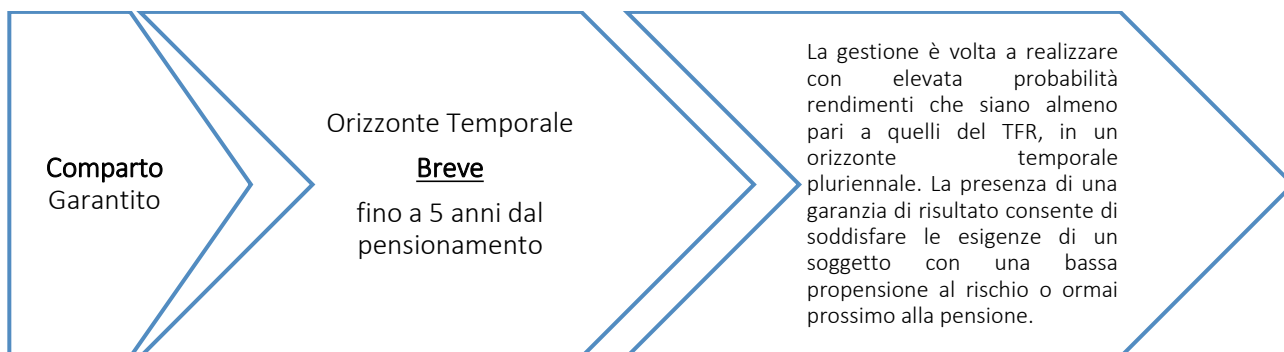 Comparto
Garantito
Orizzonte Temporale
Breve
fino a 5 anni dal
pensionamento
La gestione è volta a realizzare
con elevata probabilità
rendimenti che siano almeno
pari a quelli del TFR, in un
orizzonte temporale
pluriennale. La presenza di una
garanzia di risultato consente di
soddisfare le esigenze di un
soggetto con una bassa
propensione al rischio o ormai
prossimo alla pensione.